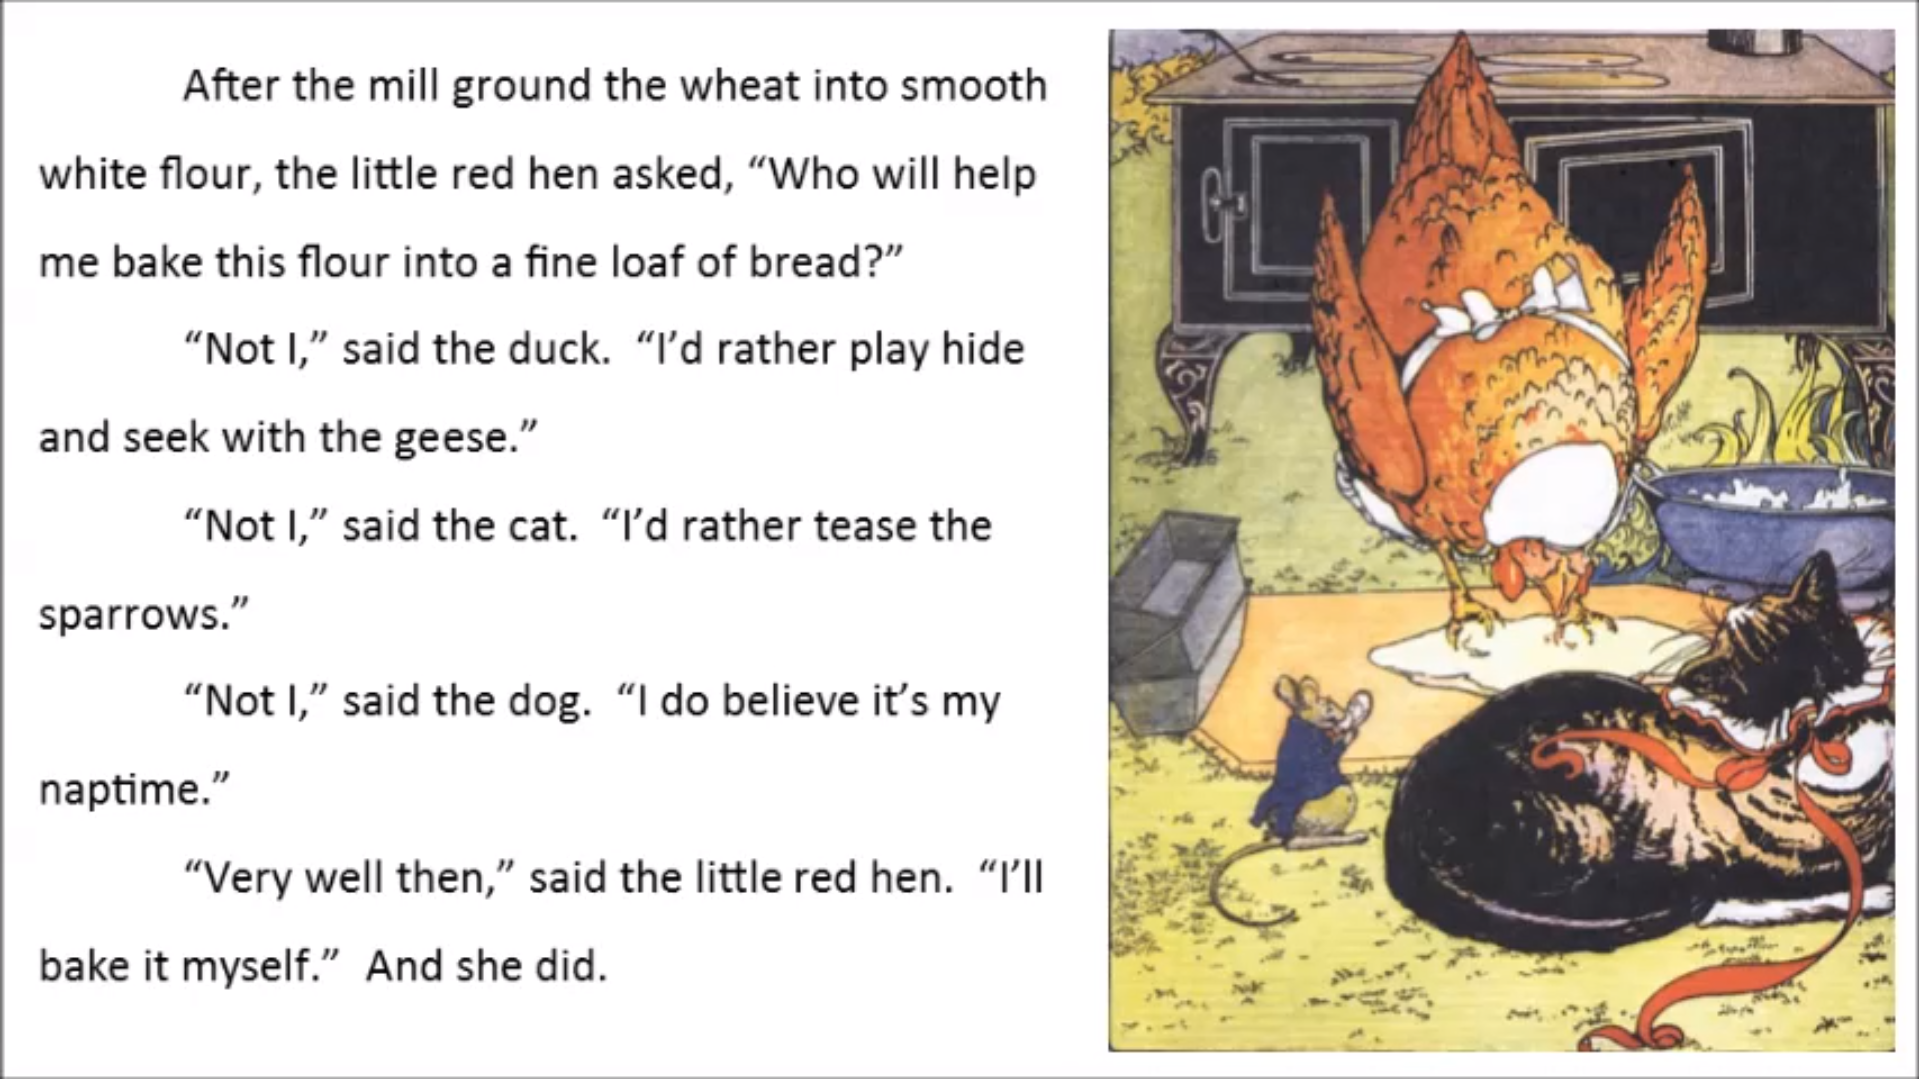 After the mill ground the wheat into smooth
white flour, the little red hen asked, “Who will help
me bake this flour into a fine loaf of bread?”
“Not I,” said the duck.  “I’d rather play hide
and seek with the geese.”
“Not I,” said the cat.  “I’d rather tease the
sparrows.”
“Not I,” said the dog.  “I do believe it’s my
naptime.”
“Very well then,” said the little red hen.  “I’ll
bake it myself.”  And she did.